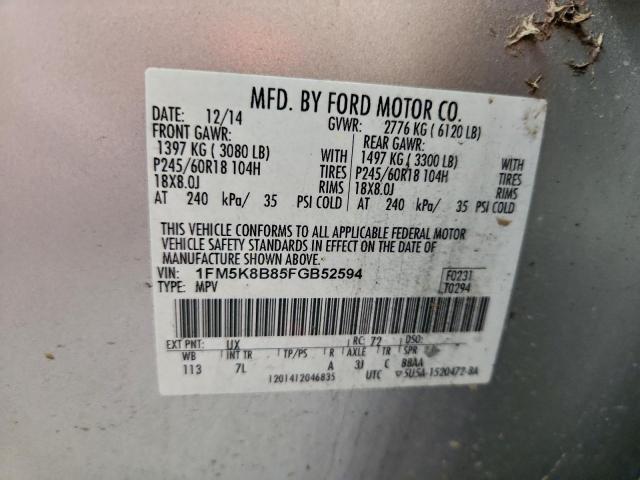 MFD. BY FORD MOTOR CO.
DATE: 12/14 GVWR: 2776 KG ( 6120 LB)
FRONT GAWR: REAR GAWR:
1397 KG ( 3080 LB) WITH 1497 KG ( 3300 LB) WITH
P245/60R18 104H TIRES P245/60R18 104H TIRES
18X8.0J RIMS 18X8.0J RIMS
AT 240 kPa/ 35 PSI COLD AT 240 kPa/ 35 PSI COLD
THIS VEHICLE CONFORMS TO ALL APPLICABLE FEDERAL MOTOR
VEHICLE SAFETY STANDARDS IN EFFECT ON THE DATE OF
MANUFACTURE SHOWN ABOVE.
VIN: 1FM5K8B85FGB52594 F0231
TYPE: MPV T0294
EXT PNT: UX RC: 72 DSO:
WB INT TR TP/PS R AXLE TR SPR
113 7L A 3J C BBAA
1201412046835 UTC ▽5U5A-1520472-BA